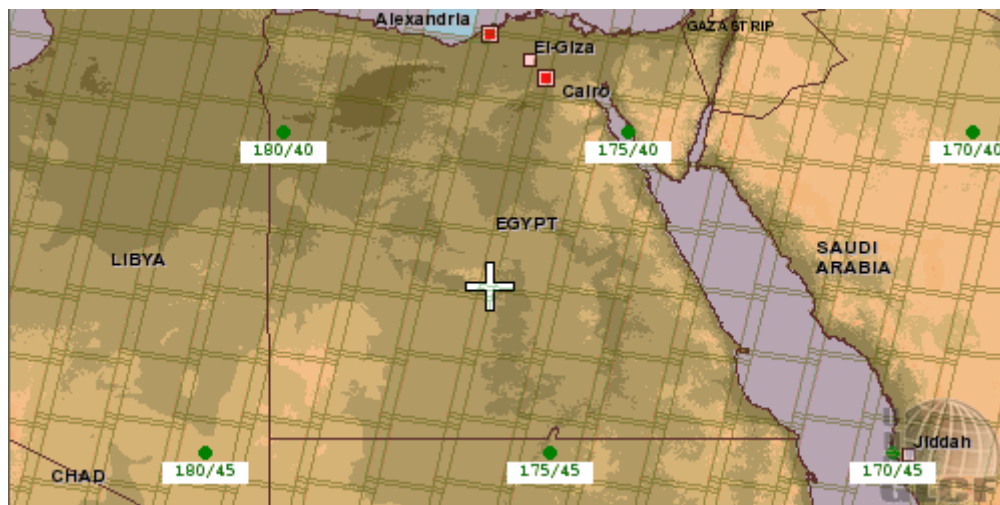 Alexandria
GAZA STRIP
El-Giza
Cairo
180/40
175/40
170/40
EGYPT
LIBYA
SAUDI
ARABIA
Jiddah
180/45
175/45
170/45
CHAD
GLCF